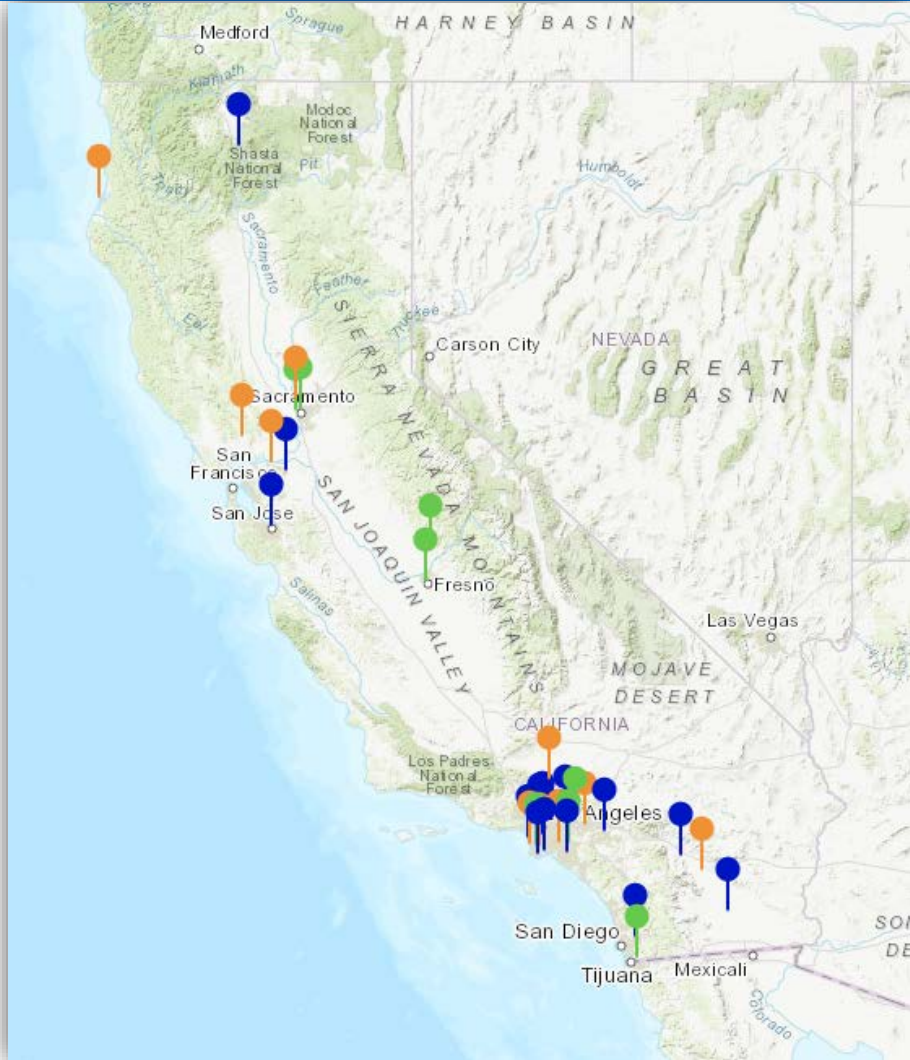 HARNEY BASIN
Sprague
Medford
Klamath
Modoc
National
Forest
Shasta
National
Forest
Pit
Humboldt
Sacramento
Feather
Truckee
Eel
SIERRA NEVADA MOUNTAINS
Carson City
NEVADA
GREAT
BASIN
Sacramento
San
Francisco
San Jose
SAN JOAQUIN VALLEY
Salinas
Fresno
Las Vegas
MOJAVE
DESERT
CALIFORNIA
Los Padres
National
Forest
Angeles
San Diego
Tijuana
Mexicali
Colorado
SO
DE